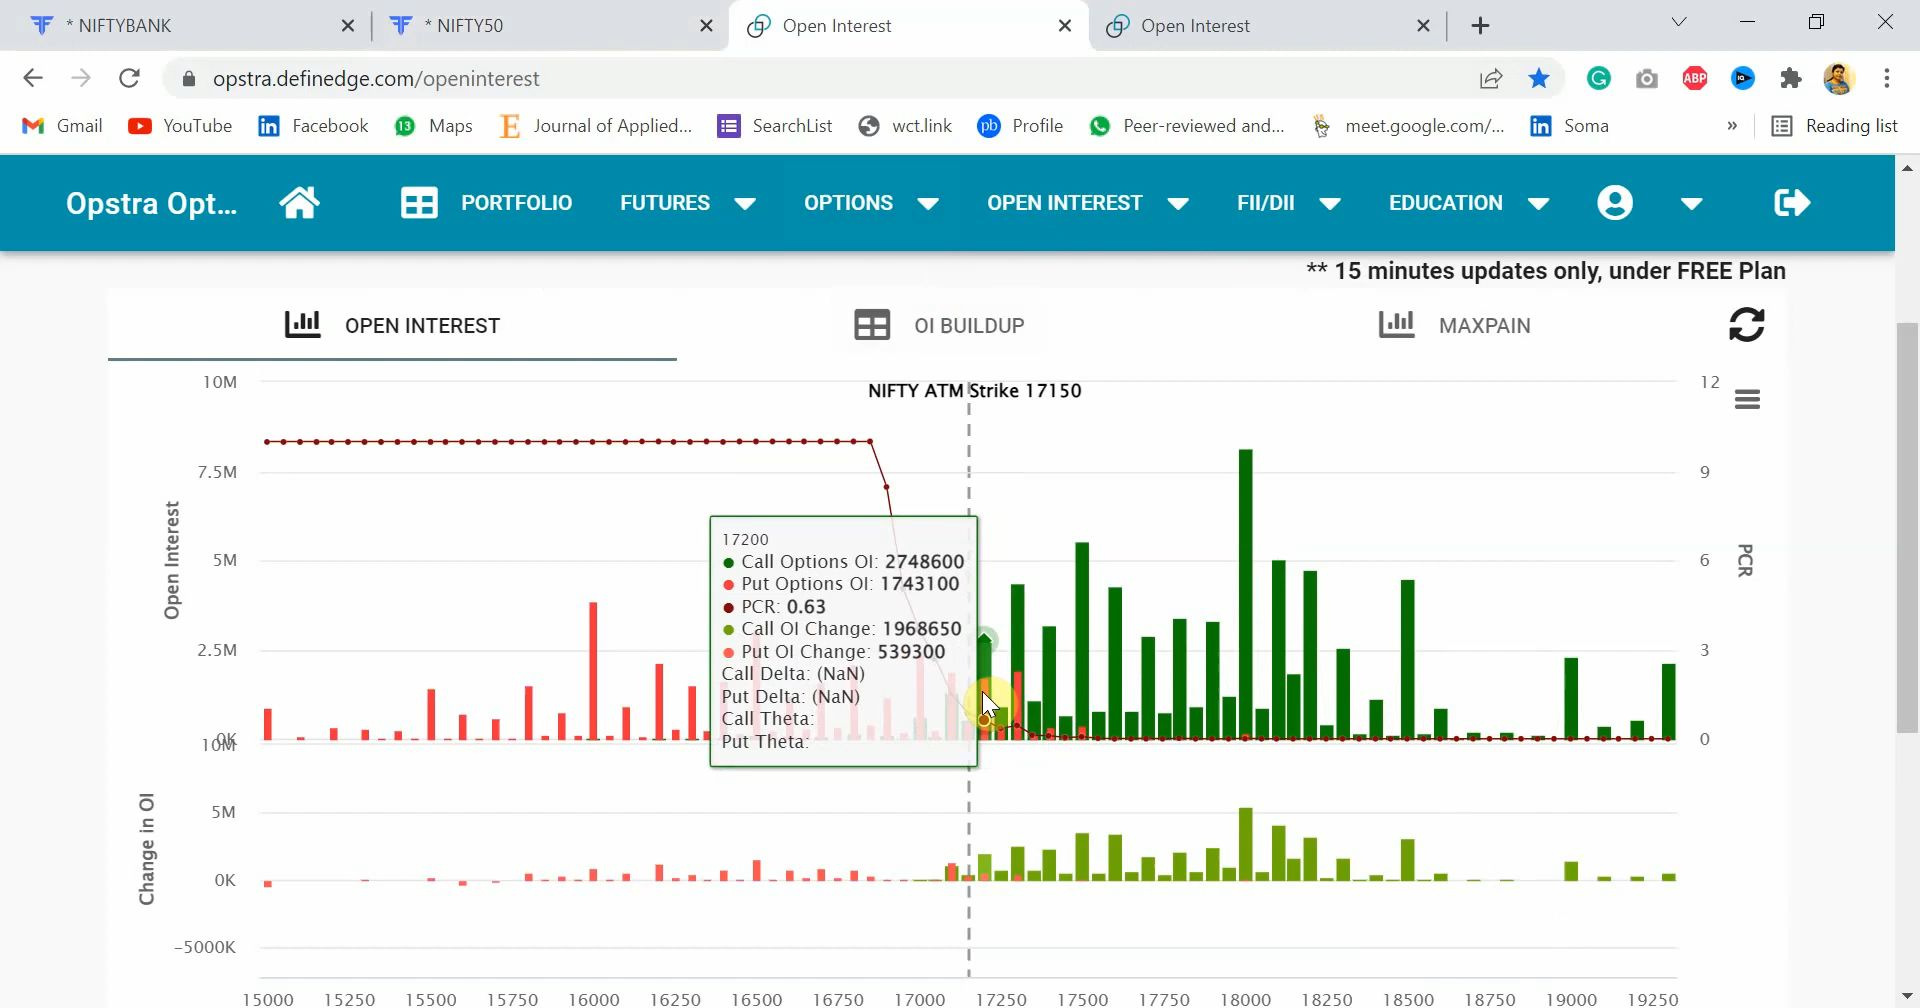 * NIFTYBANK
* NIFTY50
Open Interest
Open Interest
opstra.definedge.com/openinterest
Gmail YouTube Facebook 13 Maps Journal of Applied... SearchList wct.link pb Profile Peer-reviewed and... meet.google.com/... Soma » Reading list
ABP
Opstra Opt... PORTFOLIO FUTURES OPTIONS OPEN INTEREST FII/DII EDUCATION
** 15 minutes updates only, under FREE Plan
OPEN INTEREST OI BUILDUP MAXPAIN
NIFTY ATM Strike 17150
10M
7.5M
5M
2.5M
0K
Open Interest
12
9
6
3
0
PCR
17200
Call Options OI: 2748600
Put Options OI: 1743100
PCR: 0.63
Call OI Change: 1968650
Put OI Change: 539300
Call Delta: (NaN)
Put Delta: (NaN)
Call Theta:
Put Theta:
10M
5M
0K
-5000K
Change in OI
15000 15250 15500 15750 16000 16250 16500 16750 17000 17250 17500 17750 18000 18250 18500 18750 19000 19250